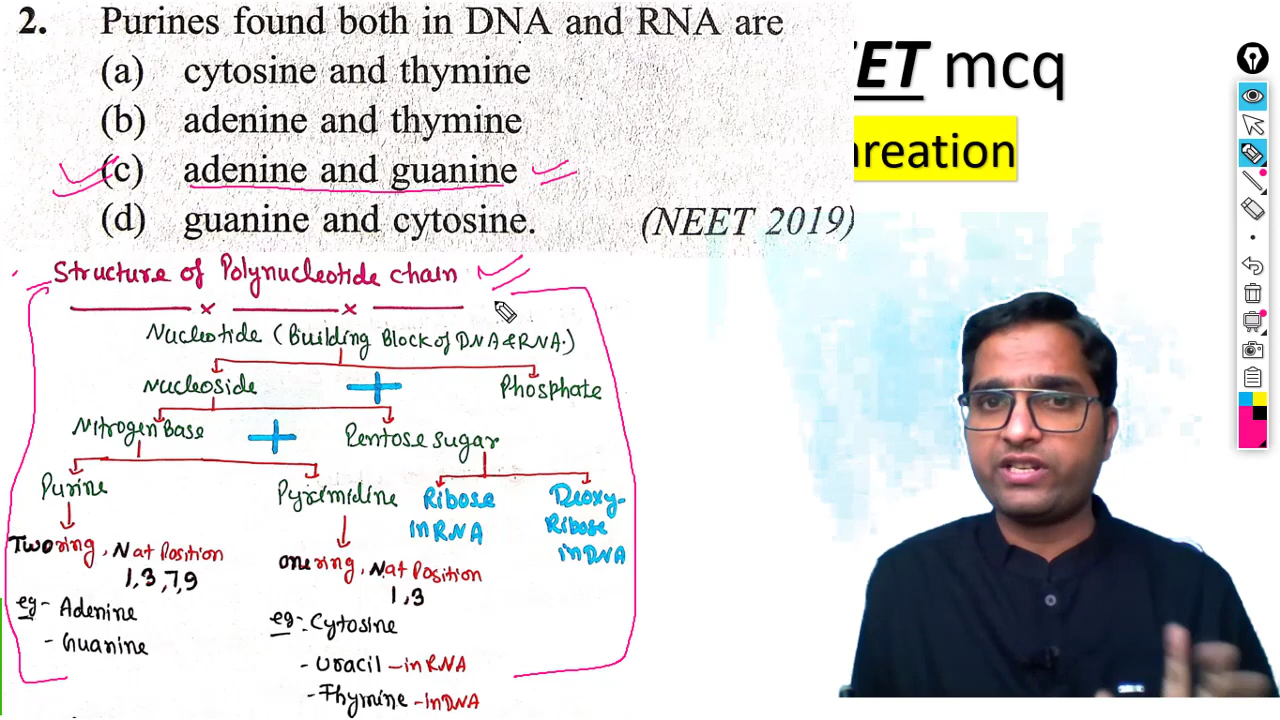 2. Purines found both in DNA and RNA are
(a) cytosine and thymine
(b) adenine and thymine
(c) adenine and guanine
(d) guanine and cytosine. (NEET 2019)
ET mcq
reation
Structure of Polynucleotide chain
Nucleotide (Building Block of DNA & RNA.)
Nucleoside + Phosphate
Nitrogen Base + Pentose sugar
Purine Pyrimidine Ribose in RNA Deoxy-Ribose in DNA
Two ring, N at Position 1,3,7,9
one ring, N at Position 1,3
eg- Adenine
- Guanine
eg:- Cytosine
- Uracil - in RNA
- Thymine - in DNA